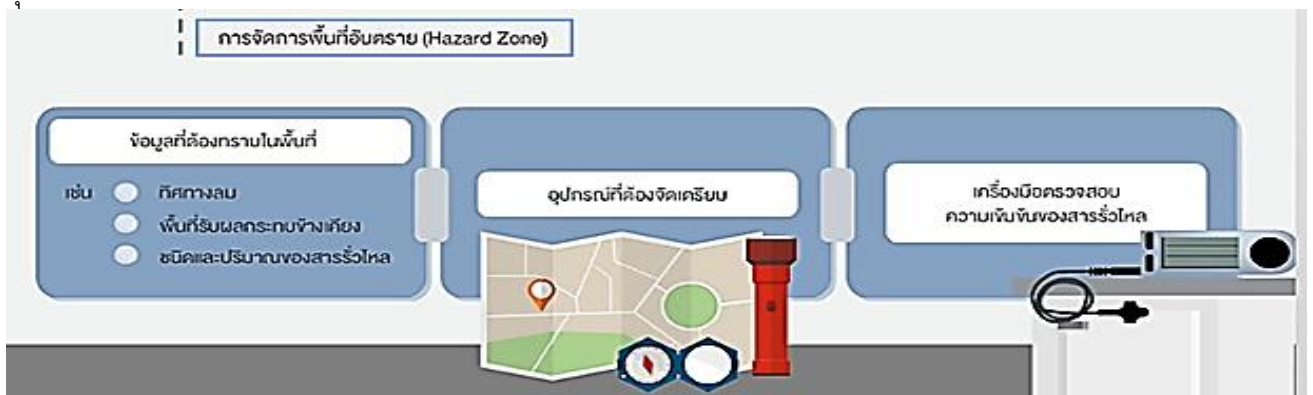 การจัดการพื้นที่อันตราย (Hazard Zone)
ข้อมูลที่ต้องทราบในพื้นที่
เช่น ทิศทางลม
พื้นที่รับผลกระทบข้างเคียง
ชนิดและปริมาณของสารรั่วไหล
อุปกรณ์ที่ต้องจัดเตรียม
เครื่องมือตรวจสอบ
ความเข้มข้นของสารรั่วไหล